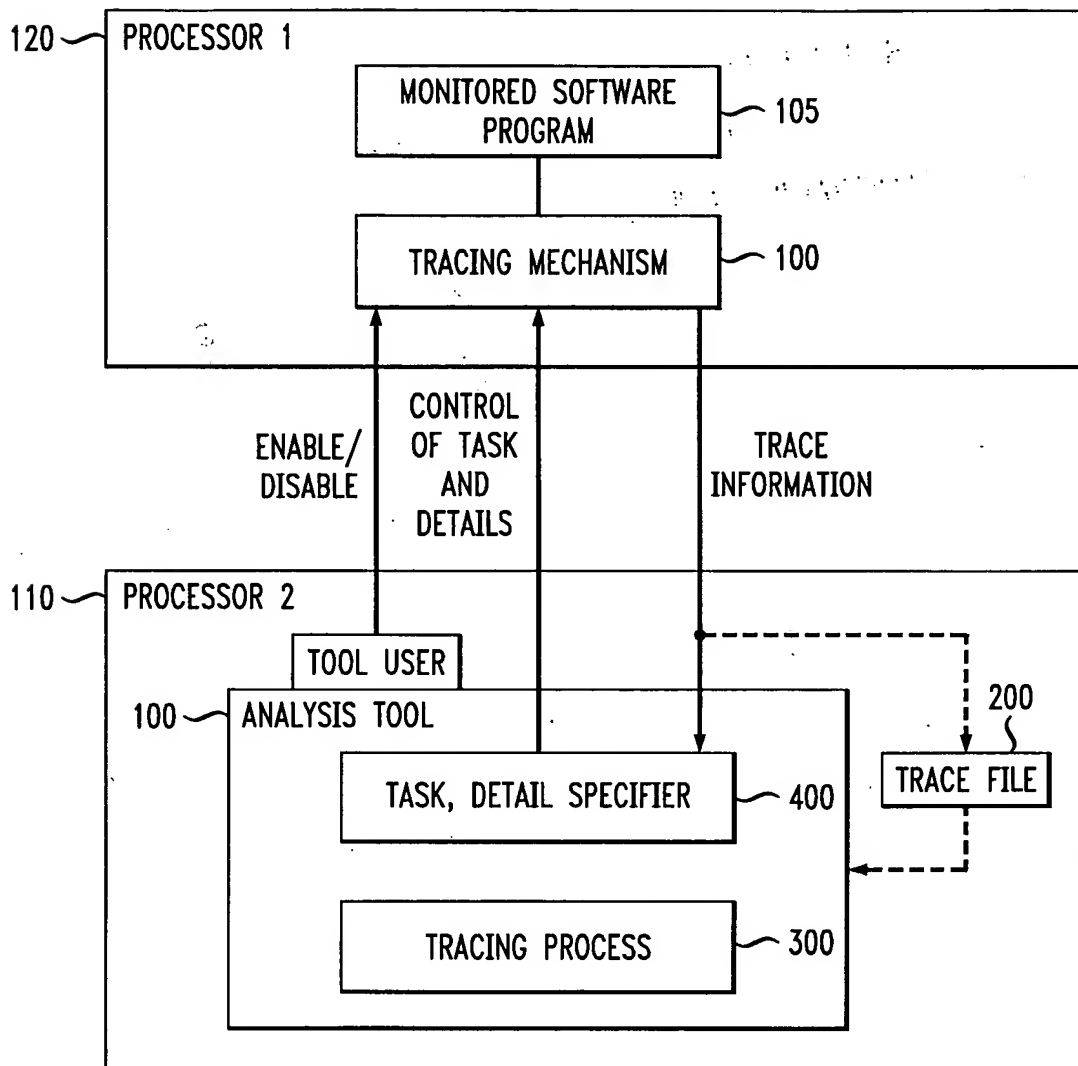 120
PROCESSOR 1
MONITORED SOFTWARE
PROGRAM
105
TRACING MECHANISM
100
ENABLE/
DISABLE
CONTROL
OF TASK
AND
DETAILS
TRACE
INFORMATION
110
PROCESSOR 2
TOOL USER
100
ANALYSIS TOOL
200
TRACE FILE
TASK, DETAIL SPECIFIER
400
TRACING PROCESS
300